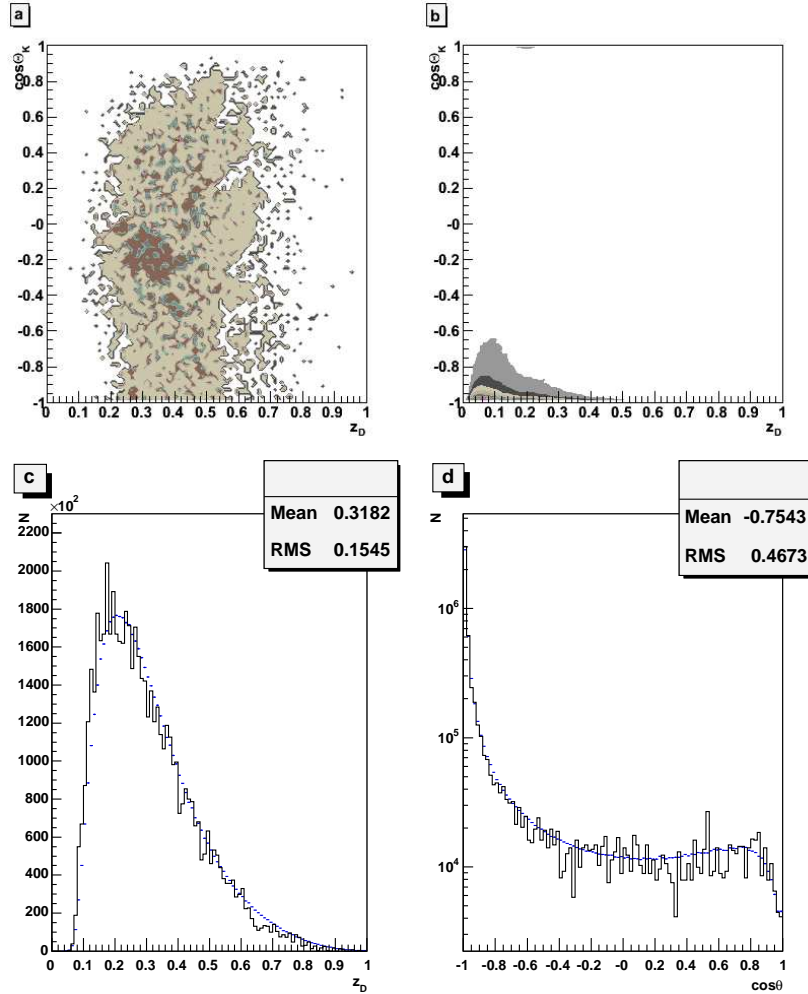 a
cosΘK
1
0.8
0.6
0.4
0.2
-0
-0.2
-0.4
-0.6
-0.8
-1
0 0.1 0.2 0.3 0.4 0.5 0.6 0.7 0.8 0.9 1
zD
b
cosΘK
1
0.8
0.6
0.4
0.2
-0
-0.2
-0.4
-0.6
-0.8
-1
0 0.1 0.2 0.3 0.4 0.5 0.6 0.7 0.8 0.9 1
zD
c
Mean 0.3182
RMS 0.1545
×10²
N
2200
2000
1800
1600
1400
1200
1000
800
600
400
200
0
0 0.1 0.2 0.3 0.4 0.5 0.6 0.7 0.8 0.9 1
zD
d
Mean -0.7543
RMS 0.4673
N
10⁶
10⁵
10⁴
-1 -0.8 -0.6 -0.4 -0.2 -0 0.2 0.4 0.6 0.8 1
cosθ